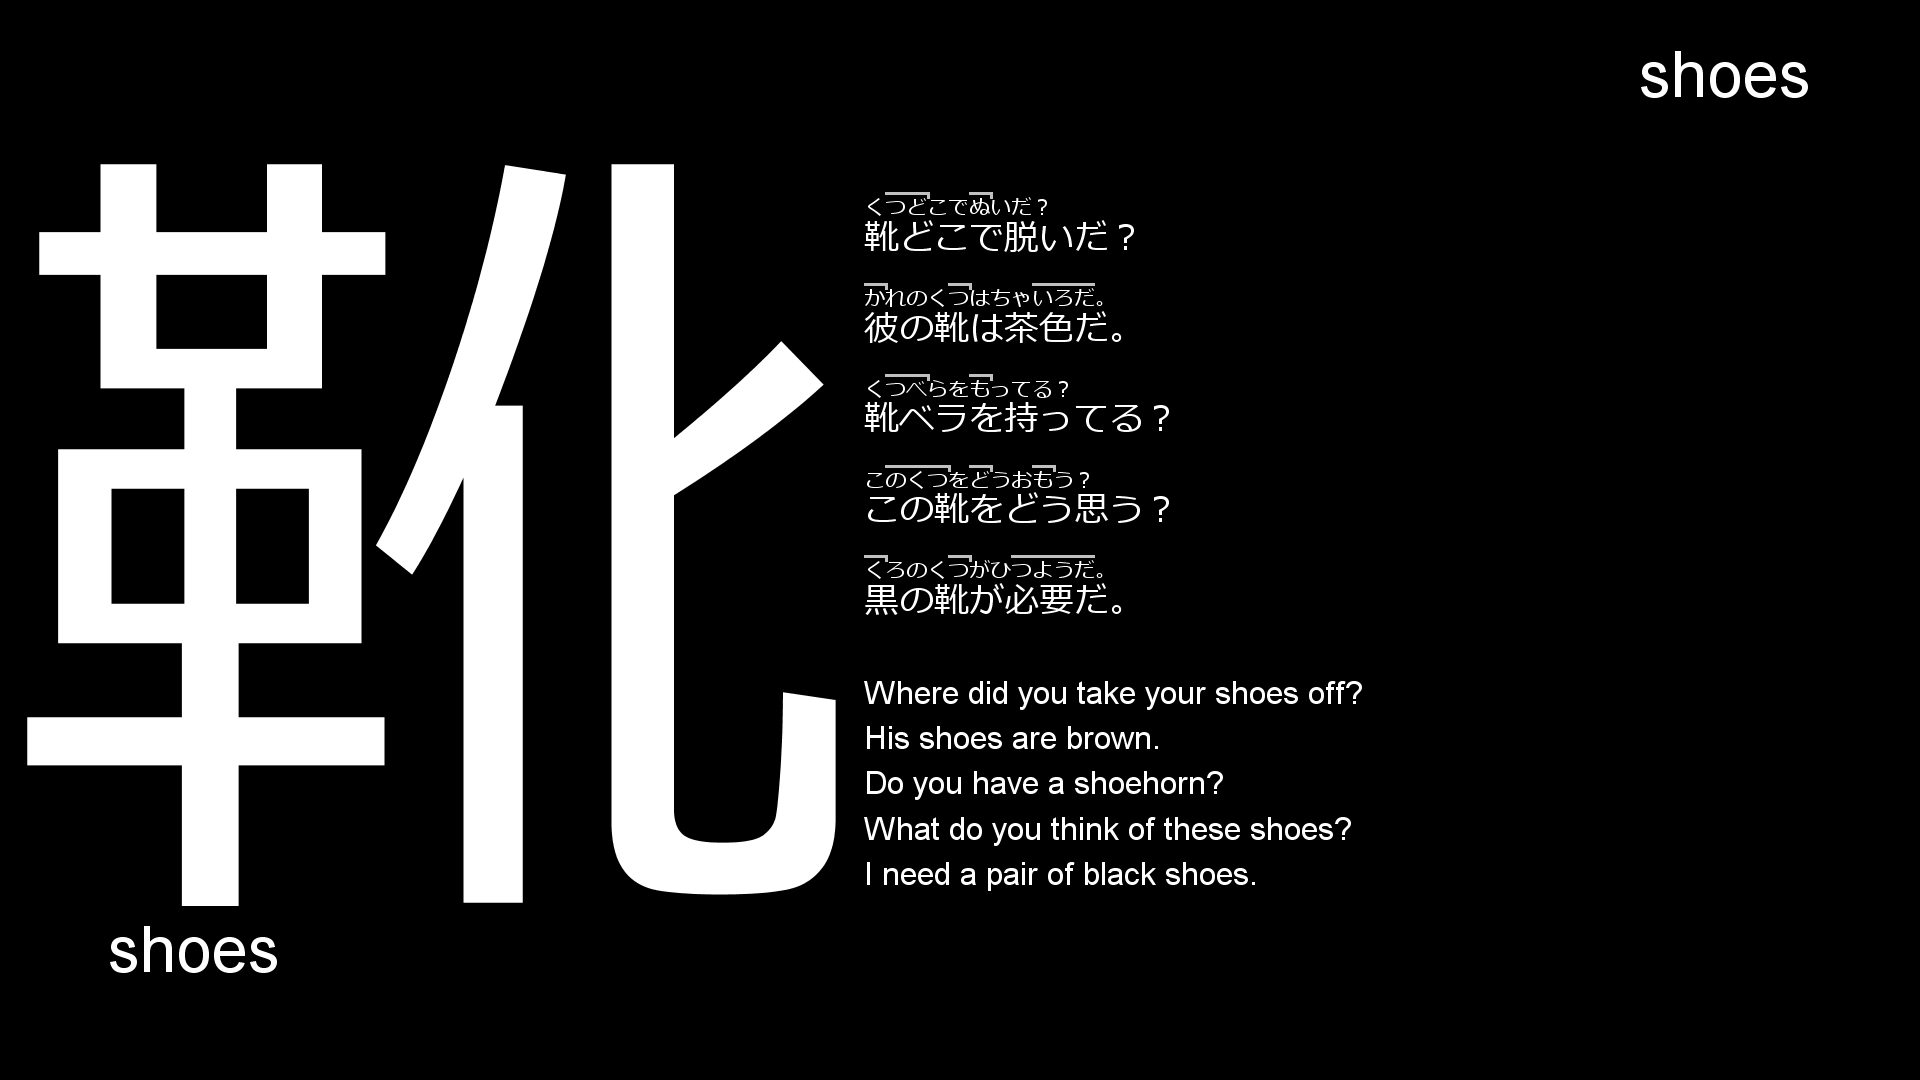 shoes
靴
くつどこでぬいだ？
靴どこで脱いだ？
かれのくつはちゃいろだ。
彼の靴は茶色だ。
くつべらをもってる？
靴ベラを持ってる？
このくつをどうおもう？
この靴をどう思う？
くろのくつがひつようだ。
黒の靴が必要だ。
Where did you take your shoes off?
His shoes are brown.
Do you have a shoehorn?
What do you think of these shoes?
I need a pair of black shoes.
shoes